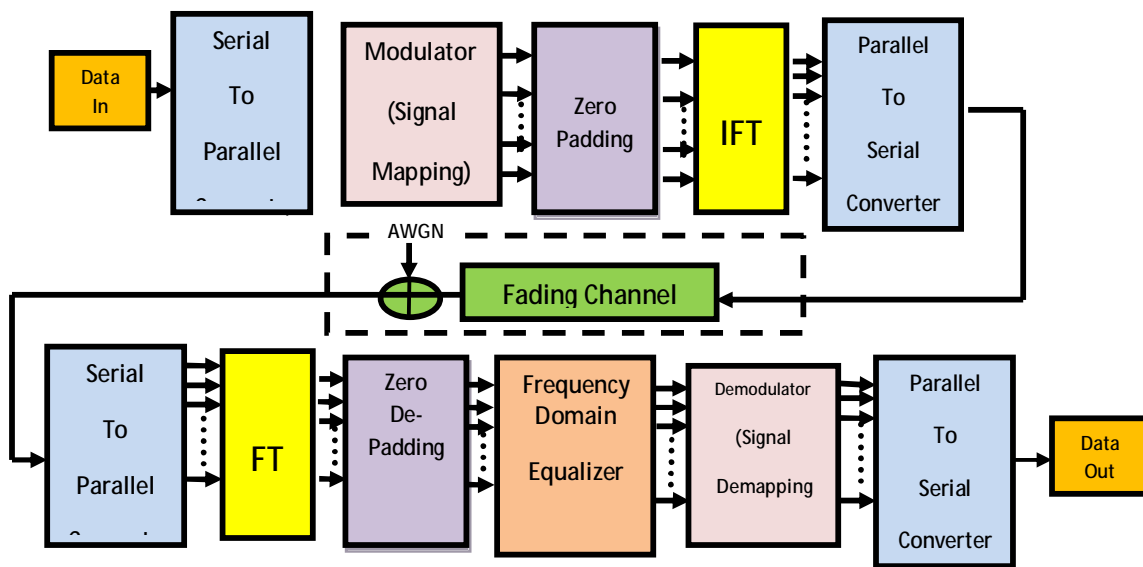 Data
In
Serial
To
Parallel
Modulator
(Signal
Mapping)
Zero
Padding
IFT
Parallel
To
Serial
Converter
AWGN
Fading Channel
Serial
To
Parallel
FT
Zero
De-
Padding
Frequency
Domain
Equalizer
Demodulator
(Signal
Demapping
Parallel
To
Serial
Converter
Data
Out